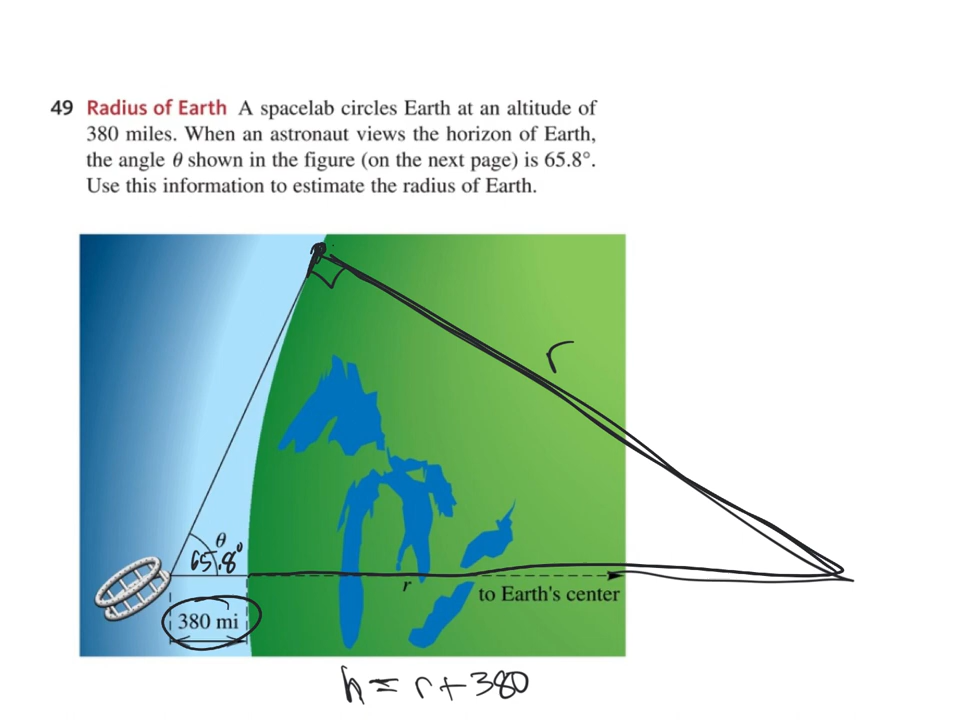 49 Radius of Earth A spacelab circles Earth at an altitude of
380 miles. When an astronaut views the horizon of Earth,
the angle θ shown in the figure (on the next page) is 65.8°.
Use this information to estimate the radius of Earth.
r
θ
65.8°
r
to Earth's center
380 mi
h = r + 380